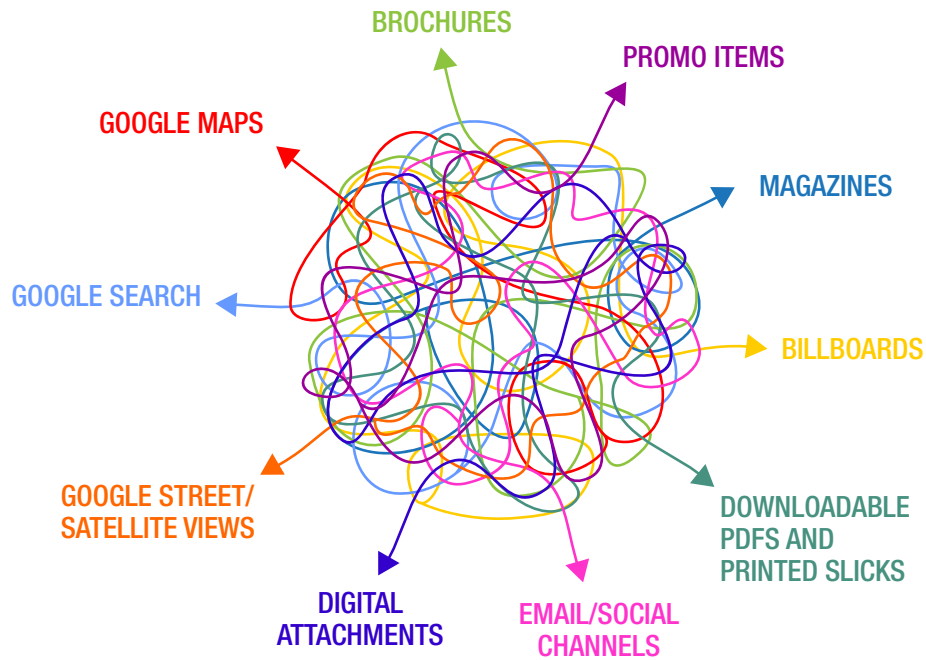 BROCHURES
PROMO ITEMS
GOOGLE MAPS
MAGAZINES
GOOGLE SEARCH
BILLBOARDS
GOOGLE STREET/
SATELLITE VIEWS
DOWNLOADABLE
PDFS AND
PRINTED SLICKS
DIGITAL
ATTACHMENTS
EMAIL/SOCIAL
CHANNELS